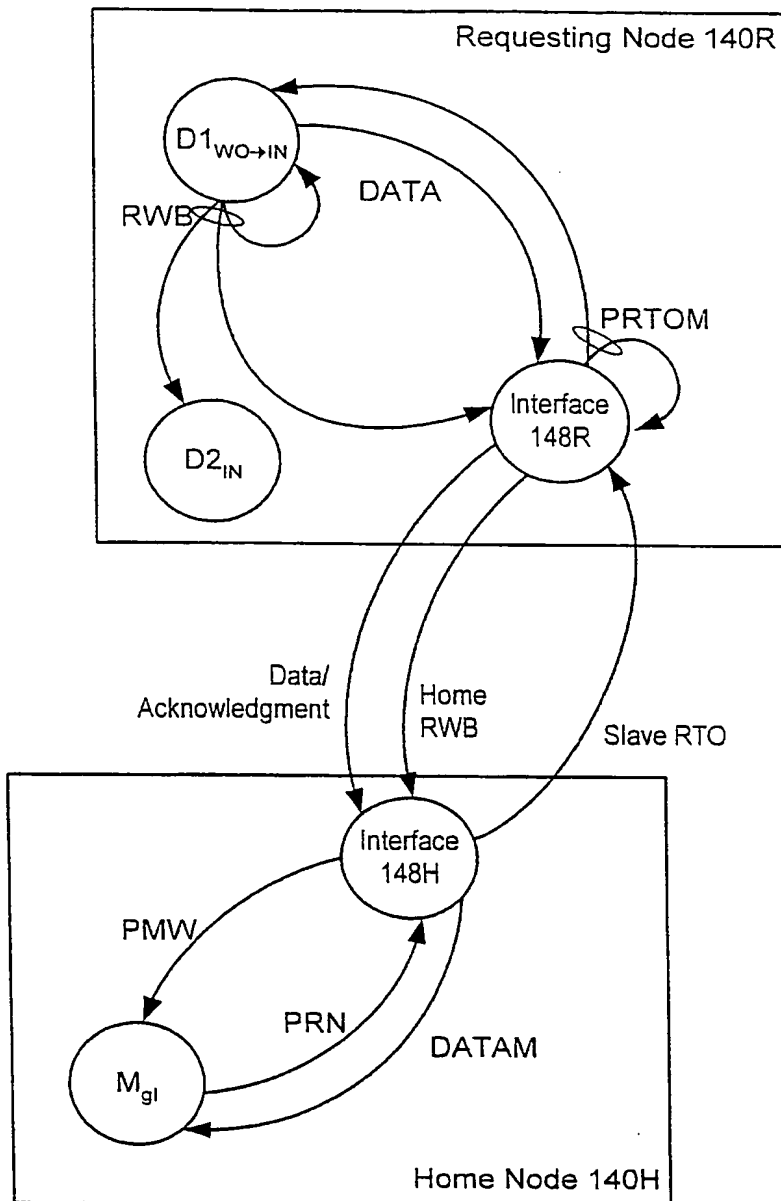 Requesting Node 140R
D1WO→IN
DATA
RWB
PRTOM
Interface
148R
D2IN
Data/
Acknowledgment
Home
RWB
Slave RTO
Interface
148H
PMW
PRN
DATAM
Mgl
Home Node 140H